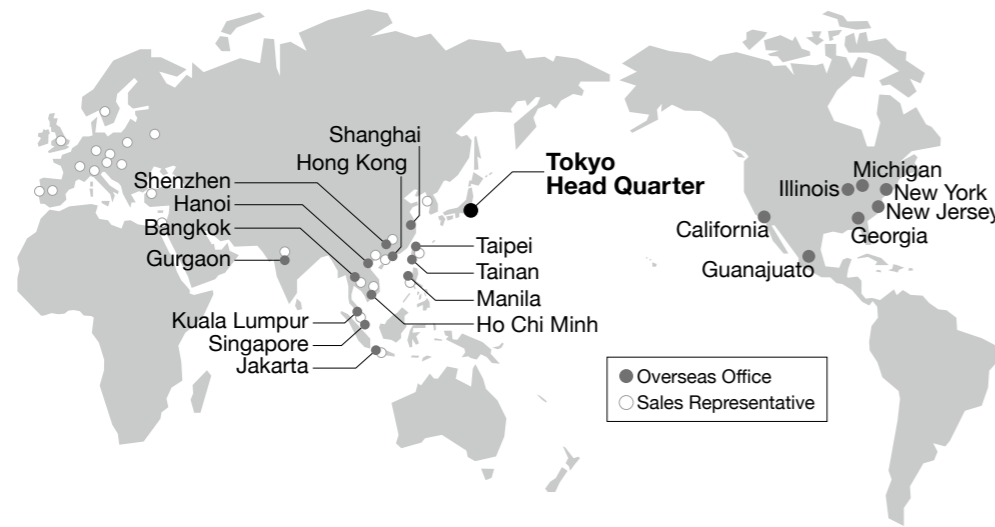 Shanghai
Hong Kong
Shenzhen
Hanoi
Bangkok
Gurgaon
Kuala Lumpur
Singapore
Jakarta
Tokyo
Head Quarter
Taipei
Tainan
Manila
Ho Chi Minh
Michigan
Illinois
New York
New Jersey
California
Georgia
Guanajuato
Overseas Office
Sales Representative